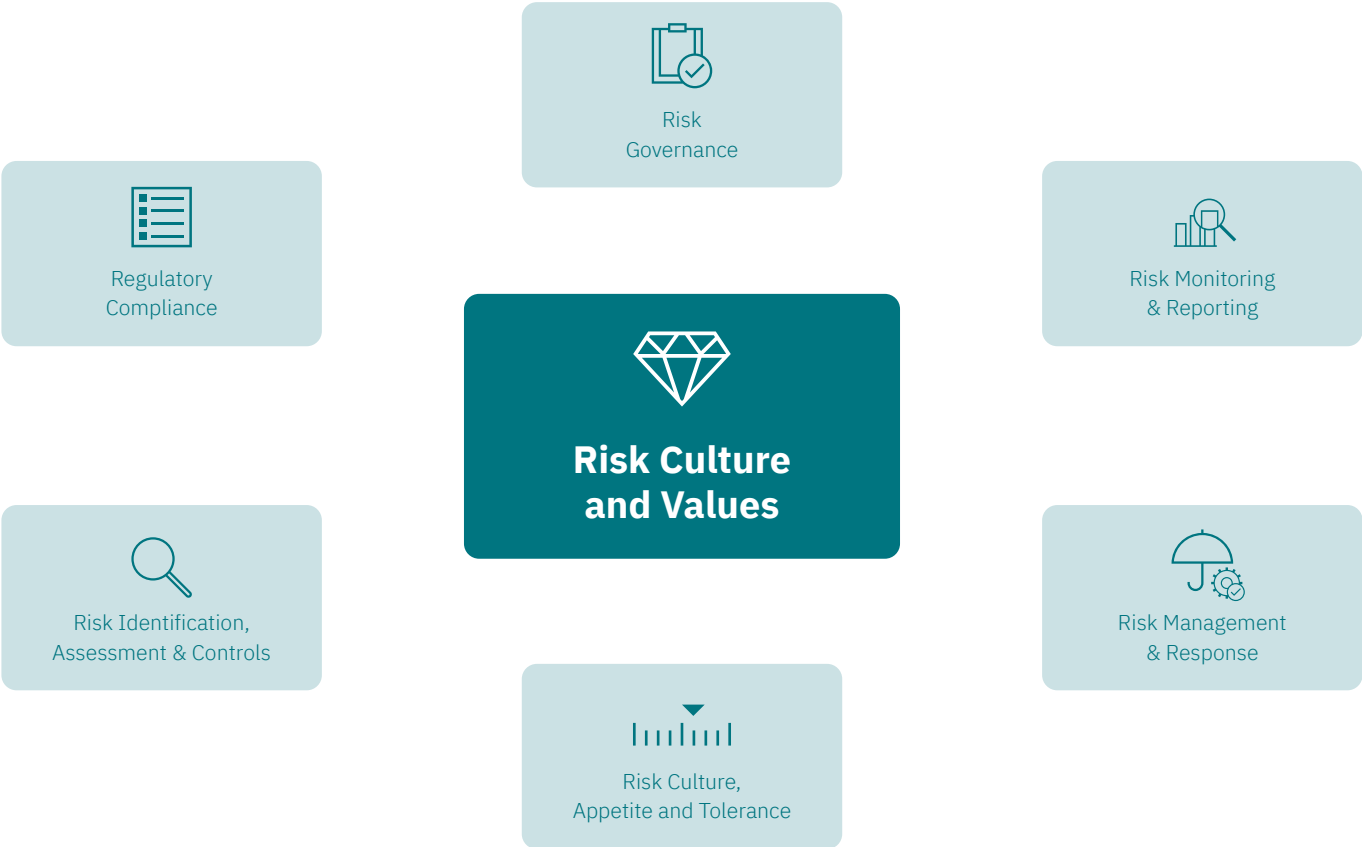 Risk
Governance
Regulatory
Compliance
Risk Monitoring
& Reporting
Risk Culture
and Values
Risk Identification,
Assessment & Controls
Risk Management
& Response
Risk Culture,
Appetite and Tolerance